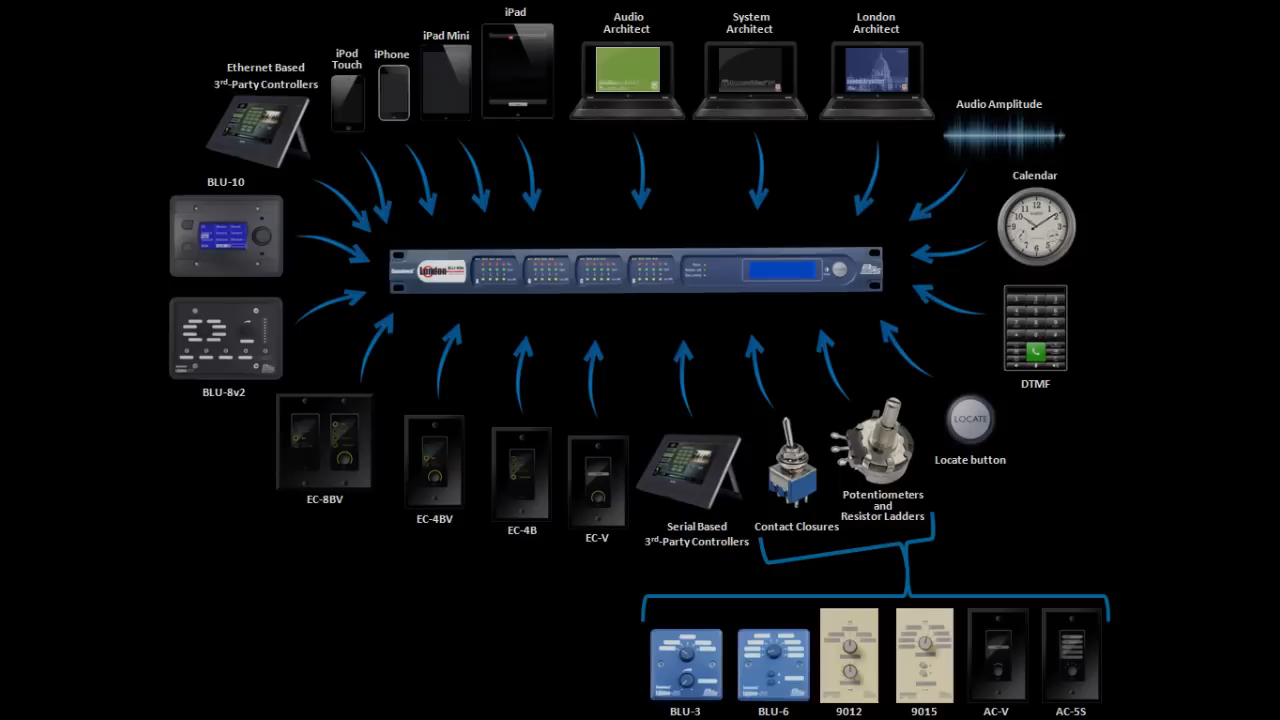 iPad
Audio
Architect
System
Architect
London
Architect
iPad Mini
iPod
Touch
iPhone
Ethernet Based
3rd-Party Controllers
Audio Amplitude
Calendar
BLU-10
London
BLU-8v2
DTMF
LOCATE
Locate button
EC-8BV
EC-4BV
EC-4B
EC-V
Serial Based
3rd-Party Controllers
Contact Closures
Potentiometers
and
Resistor Ladders
BLU-3
BLU-6
9012
9015
AC-V
AC-5S